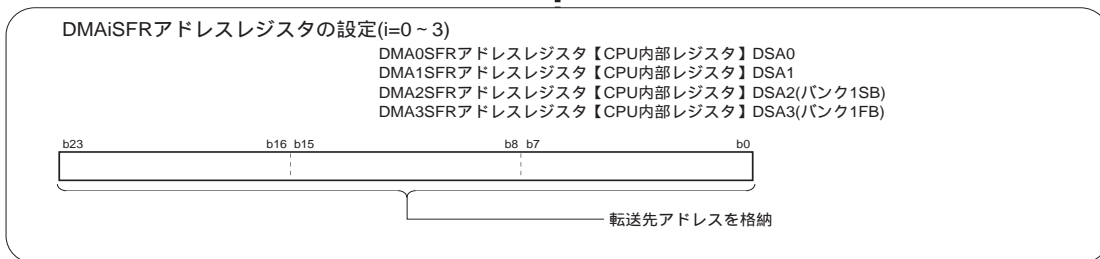 DMAiSFRアドレスレジスタの設定(i=0～3)
DMA0SFRアドレスレジスタ【CPU内部レジスタ】DSA0
DMA1SFRアドレスレジスタ【CPU内部レジスタ】DSA1
DMA2SFRアドレスレジスタ【CPU内部レジスタ】DSA2(バンク1SB)
DMA3SFRアドレスレジスタ【CPU内部レジスタ】DSA3(バンク1FB)
b23 b16 b15 b8 b7 b0
転送先アドレスを格納